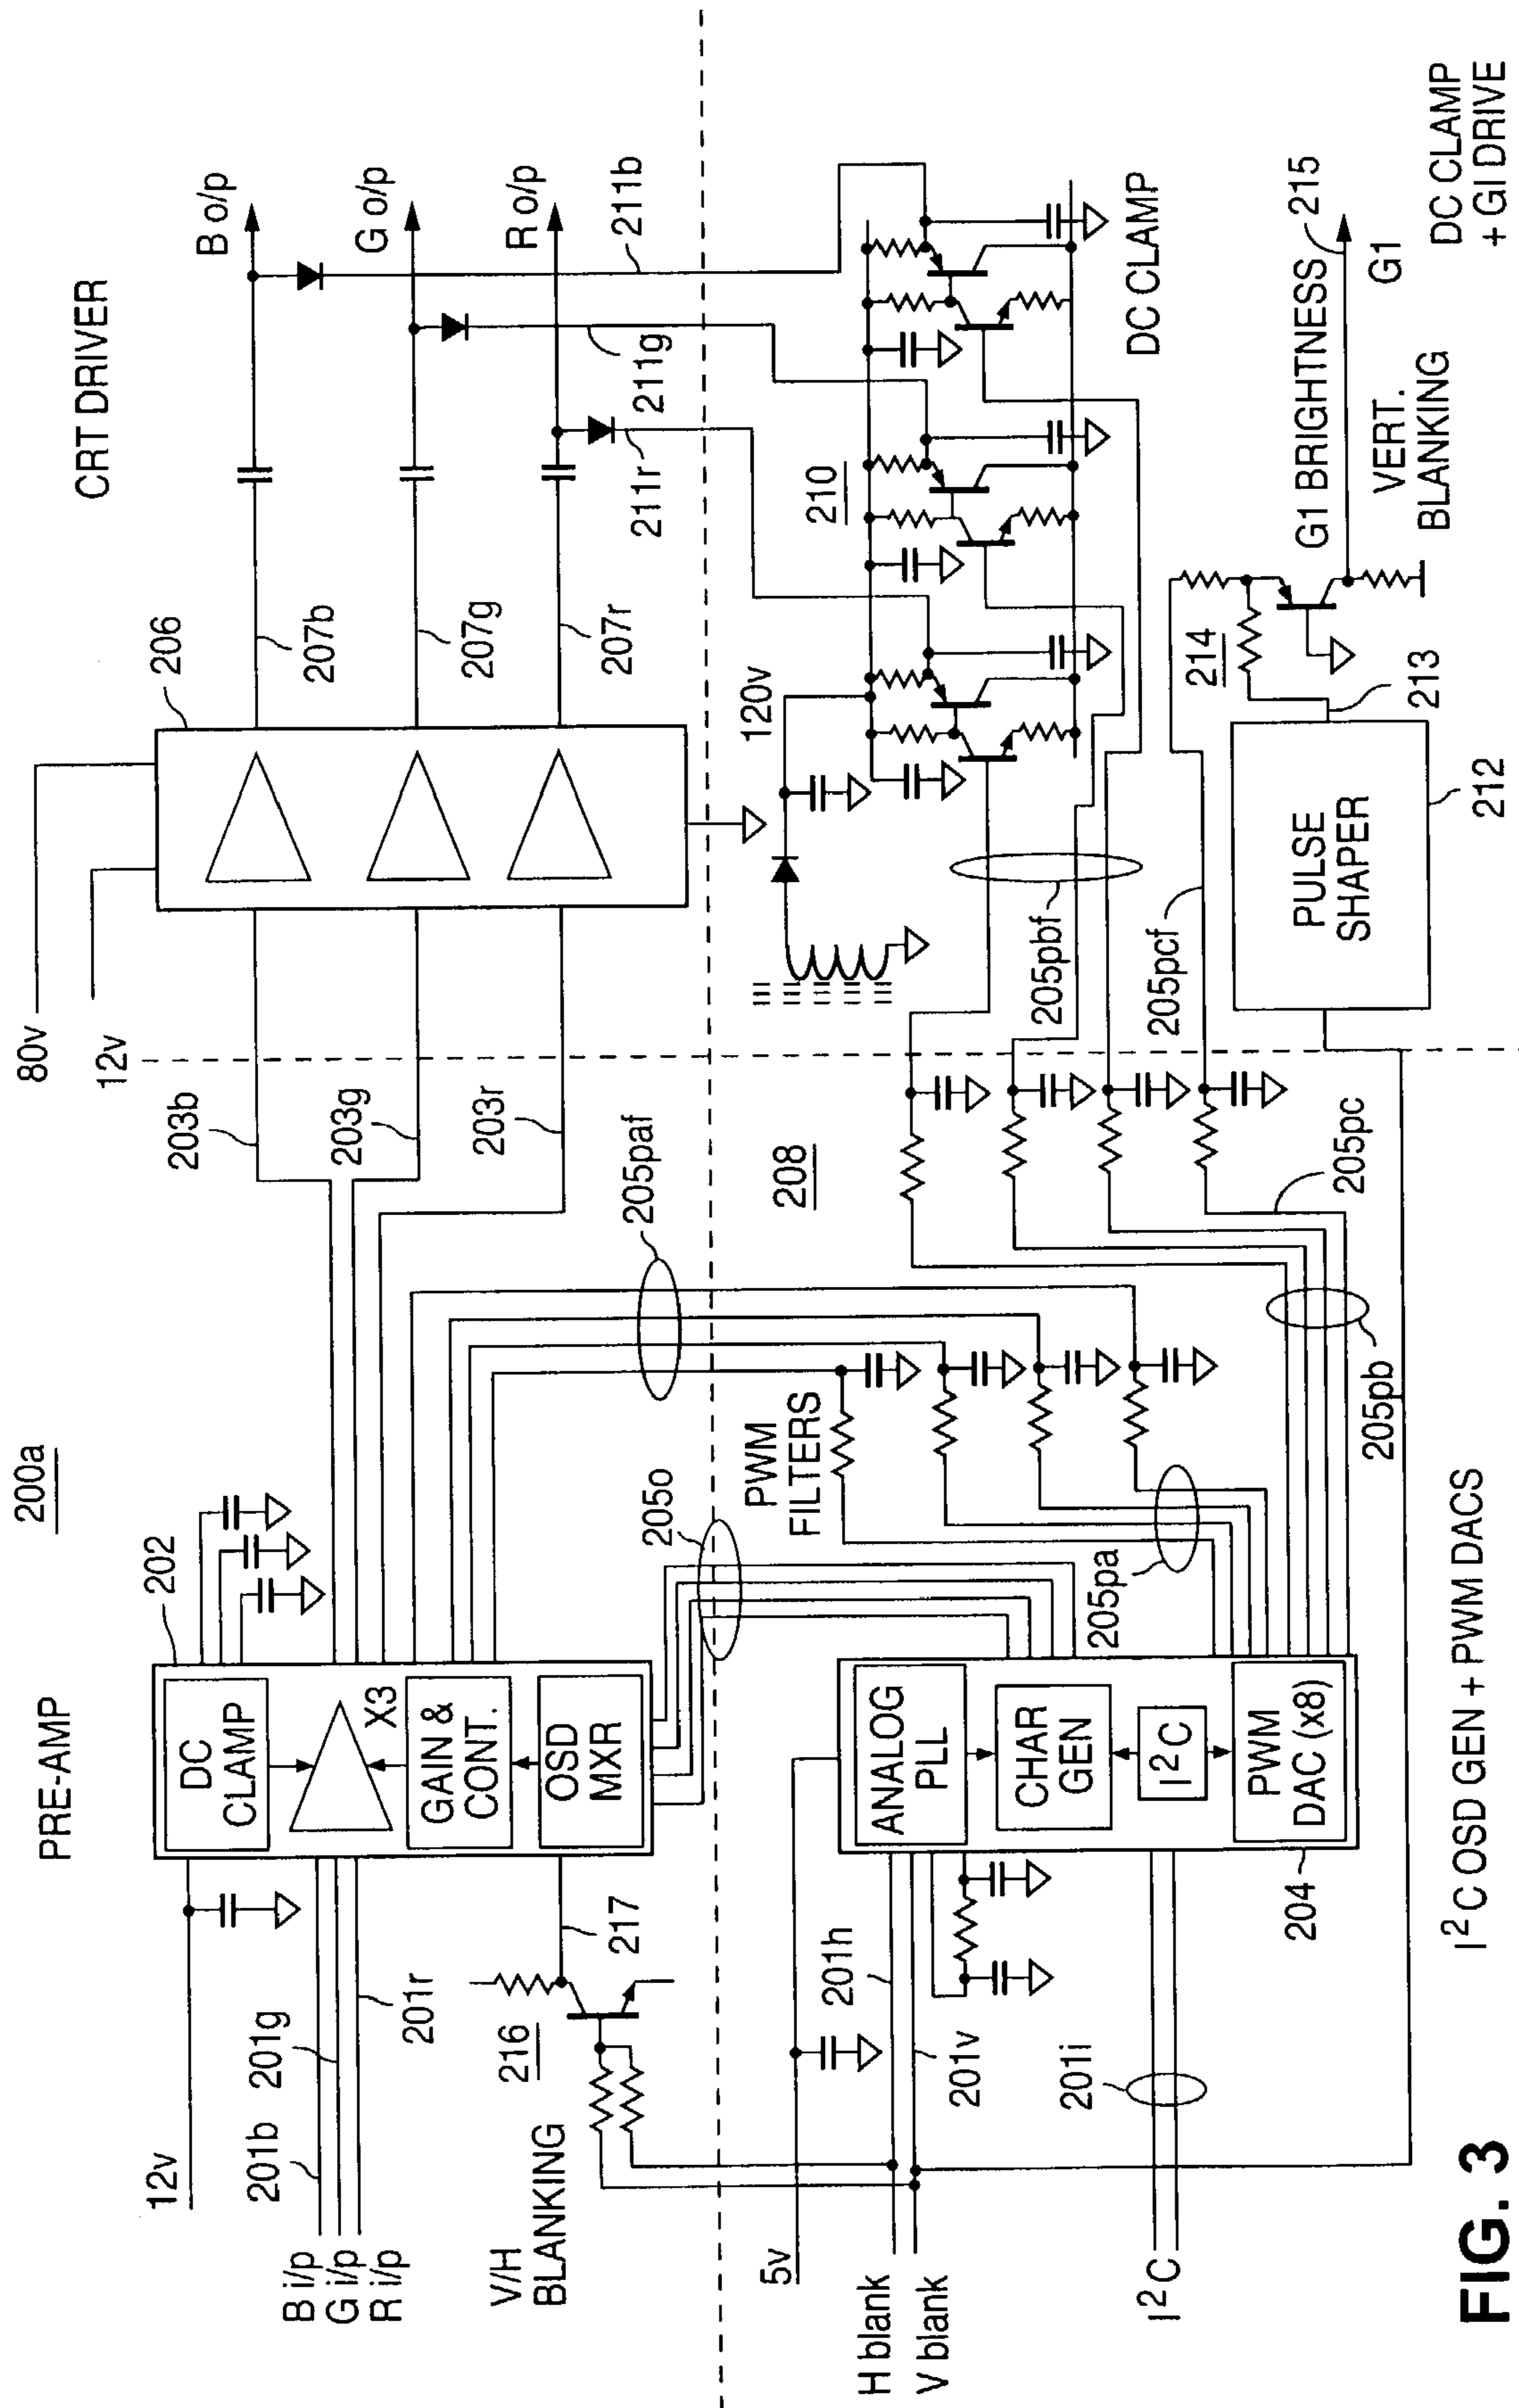 200a
PRE-AMP
CRT DRIVER
80v
12v
12v
202
206
B o/p
G o/p
R o/p
203b
203g
203r
207b
207g
207r
DC
CLAMP
X3
GAIN &
CONT.
OSD
MXR
B i/p
G i/p
R i/p
201b
201g
201r
V/H
BLANKING
216
217
205o
205paf
211r
211g
211b
5v
H blank
V blank
201h
201v
I²C
201i
ANALOG
PLL
CHAR
GEN
I²C
PWM
DAC (x8)
204
PWM
FILTERS
205pa
205pb
205pc
208
205pbf
205pcf
120v
210
DC CLAMP
PULSE
SHAPER
212
213
214
G1 BRIGHTNESS
215
G1
VERT.
BLANKING
DC CLAMP
+ GI DRIVE
I²C OSD GEN + PWM DACS
FIG. 3